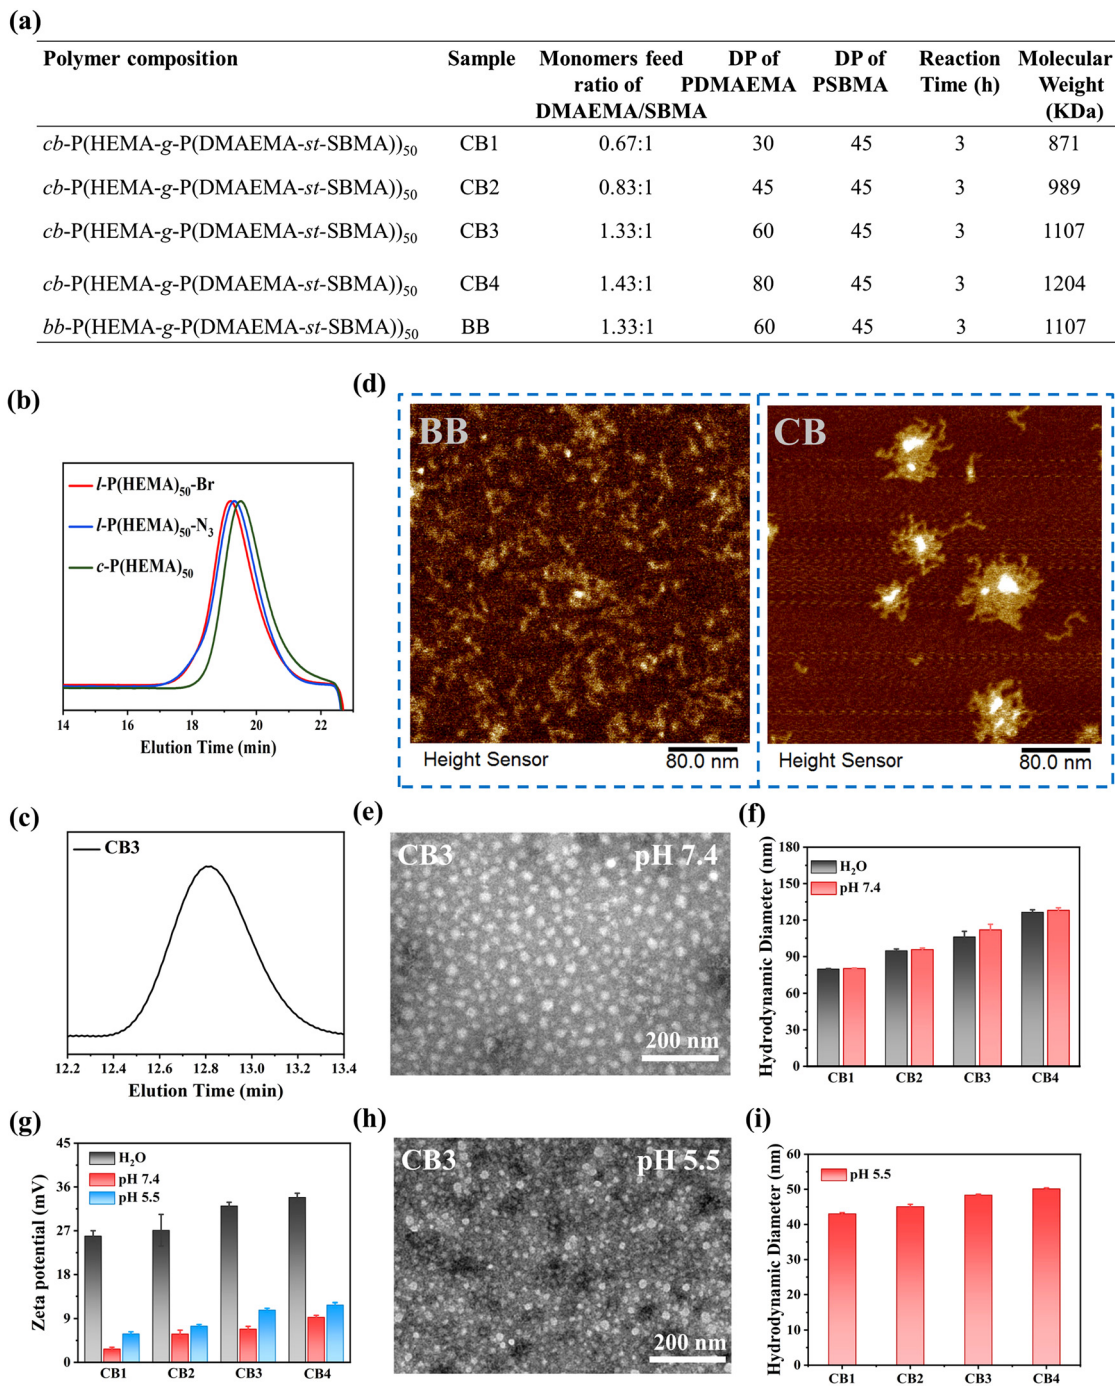 (a)
Polymer composition Sample Monomers feed DP of DP of Reaction Molecular
ratio of PDMAEMA PSBMA Time (h) Weight
DMAEMA/SBMA (KDa)
cb-P(HEMA-g-P(DMAEMA-st-SBMA))50 CB1 0.67:1 30 45 3 871
cb-P(HEMA-g-P(DMAEMA-st-SBMA))50 CB2 0.83:1 45 45 3 989
cb-P(HEMA-g-P(DMAEMA-st-SBMA))50 CB3 1.33:1 60 45 3 1107
cb-P(HEMA-g-P(DMAEMA-st-SBMA))50 CB4 1.43:1 80 45 3 1204
bb-P(HEMA-g-P(DMAEMA-st-SBMA))50 BB 1.33:1 60 45 3 1107
(b)
l-P(HEMA)50-Br
l-P(HEMA)50-N3
c-P(HEMA)50
14 16 18 20 22
Elution Time (min)
(d)
BB
Height Sensor
80.0 nm
CB
Height Sensor
80.0 nm
(c)
CB3
12.2 12.4 12.6 12.8 13.0 13.2 13.4
Elution Time (min)
(e)
CB3 pH 7.4
200 nm
(f)
Hydrodynamic Diameter (nm)
180
150
120
90
60
30
0
H2O
pH 7.4
CB1 CB2 CB3 CB4
(g)
Zeta potential (mV)
45
36
27
18
9
0
H2O
pH 7.4
pH 5.5
CB1 CB2 CB3 CB4
(h)
CB3 pH 5.5
200 nm
(i)
Hydrodynamic Diameter (nm)
60
50
40
30
20
10
0
pH 5.5
CB1 CB2 CB3 CB4